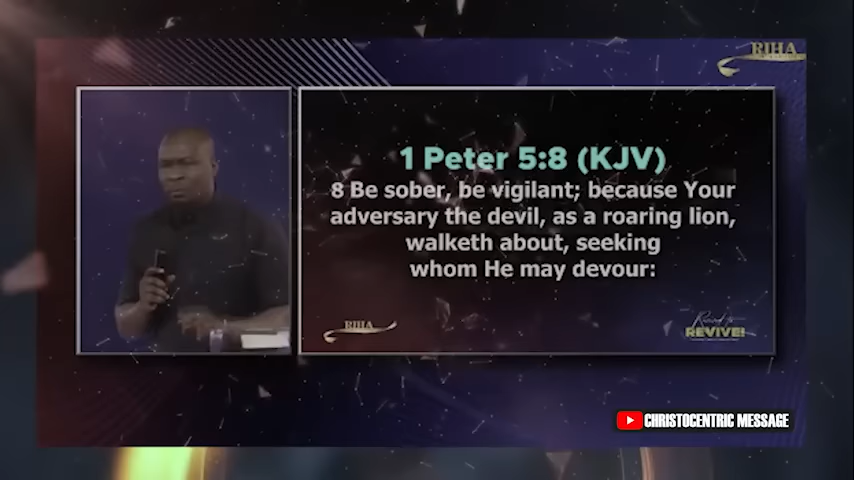 RIHA
1 Peter 5:8 (KJV)
8 Be sober, be vigilant; because Your
adversary the devil, as a roaring lion,
walketh about, seeking
whom He may devour:
RIHA
REVIVE!
CHRISTOCENTRIC MESSAGE